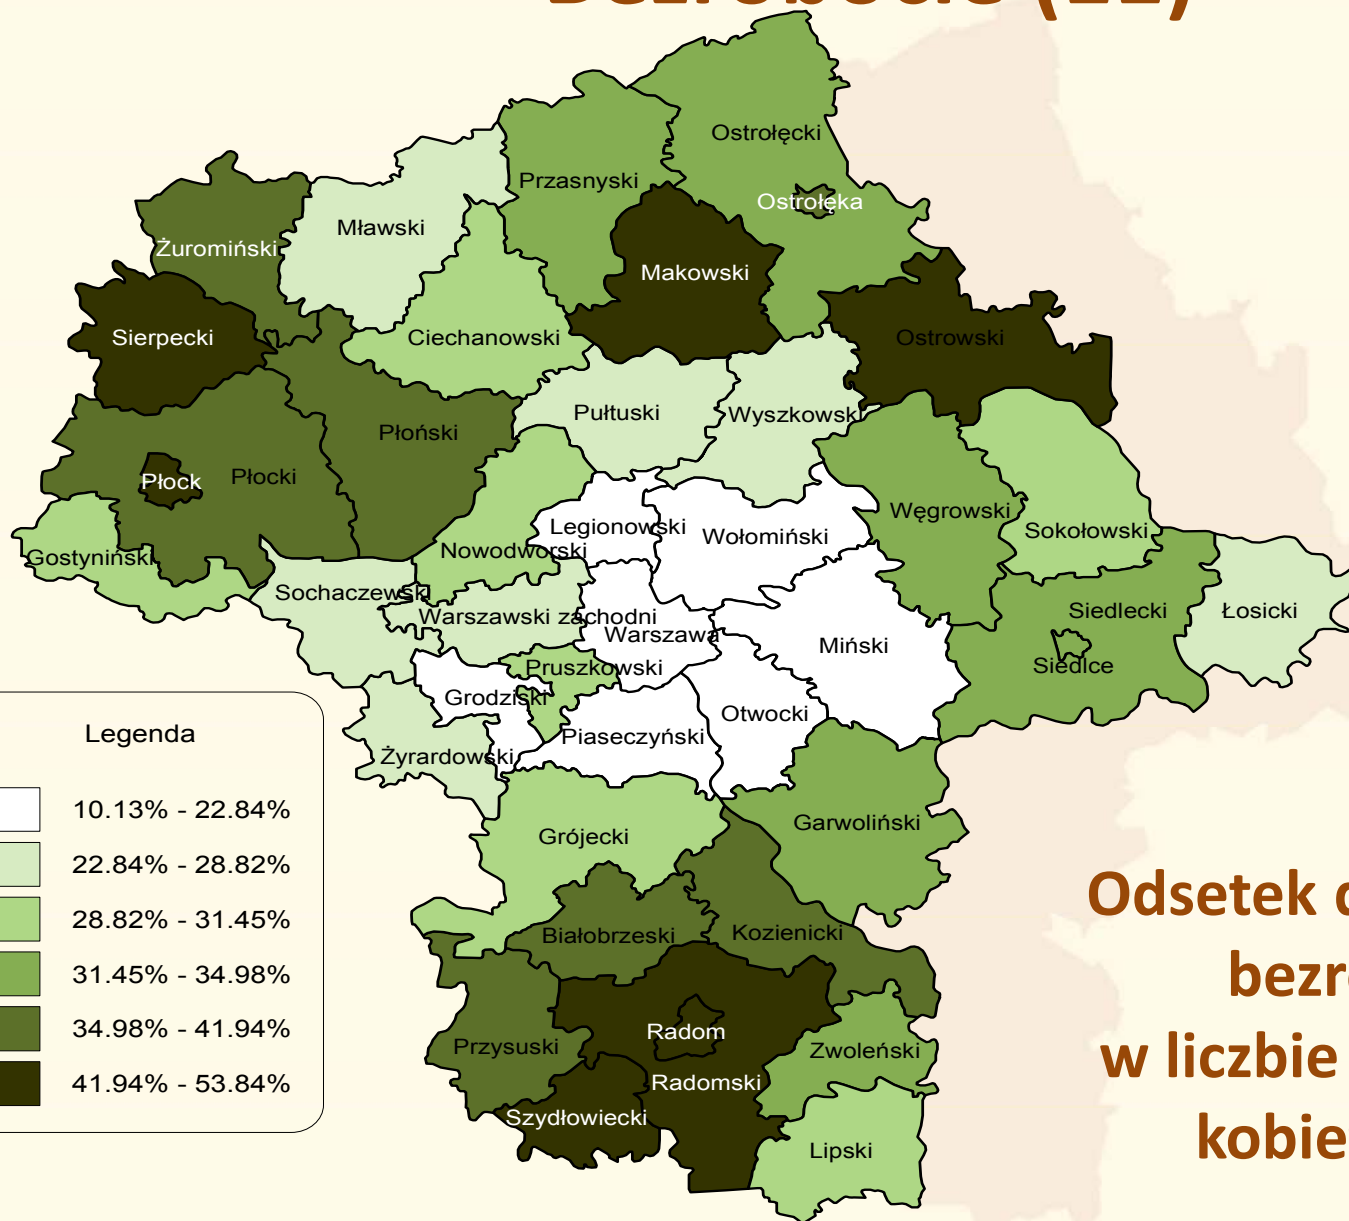 Ostrołęcki
Przasnyski
Ostrołęka
Mławski
Żuromiński
Makowski
Sierpecki
Ciechanowski
Ostrowski
Pułtuski
Wyszkowski
Płoński
Płock
Płocki
Węgrowski
Legionowski
Wołomiński
Sokołowski
Nowodworski
Gostyniński
Sochaczewski
Warszawski zachodni
Siedlecki
Łosicki
Warszawa
Miński
Pruszkowski
Siedlce
Grodziski
Otwocki
Piaseczyński
Żyrardowski
Legenda
10.13% - 22.84%
22.84% - 28.82%
28.82% - 31.45%
31.45% - 34.98%
34.98% - 41.94%
41.94% - 53.84%
Garwoliński
Grójecki
Białobrzeski
Kozienicki
Radom
Przysuski
Zwoleński
Radomski
Szydłowiecki
Lipski
Odsetek
w liczbie